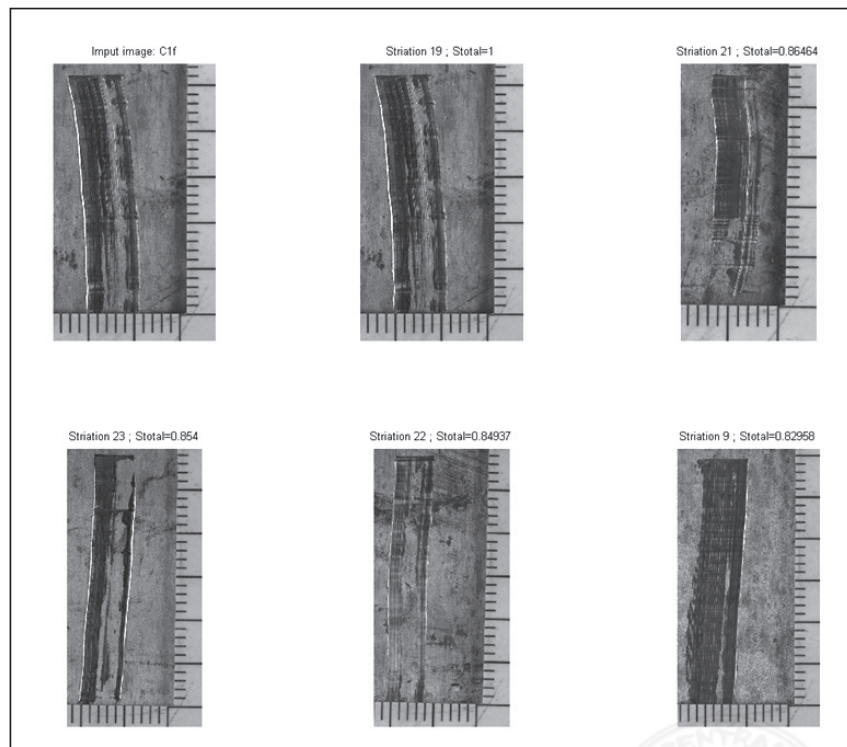 Imput image: C1f
Striation 19 ; Stotal=1
Striation 21 ; Stotal=0.86464
Striation 23 ; Stotal=0.854
Striation 22 ; Stotal=0.84937
Striation 9 ; Stotal=0.82958